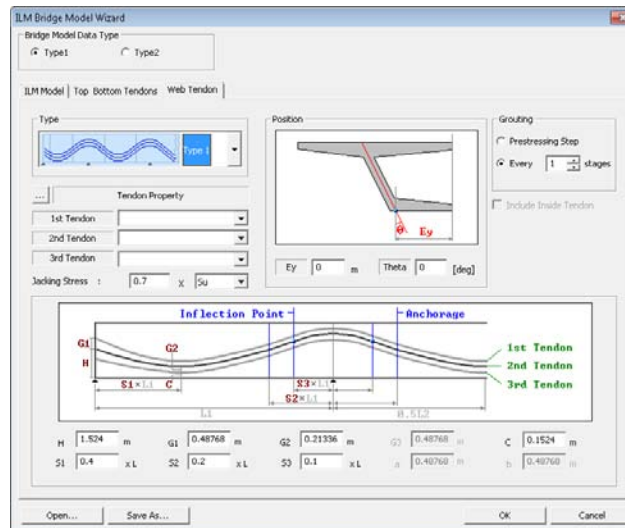 ILM Bridge Model Wizard
Bridge Model Data Type
Type1 Type2
ILM Model Top Bottom Tendons Web Tendon
Type
Type 1
Position
θ Ey
Ey 0 m Theta 0 [deg]
Grouting
Prestressing Step
Every 1 stages
Include Inside Tendon
... Tendon Property
1st Tendon
2nd Tendon
3rd Tendon
Jacking Stress : 0.7 X Su
Inflection Point Anchorage
G1 G2
H
S1×L1 C S3×L1
S2×L1
L1 0.5L2
1st Tendon
2nd Tendon
3rd Tendon
H 1.524 m G1 0.48768 m G2 0.21336 m G3 0.48768 m C 0.1524 m
S1 0.4 x L S2 0.2 x L S3 0.1 x L a 0.48768 m b 0.48768 m
Open... Save As... OK Cancel